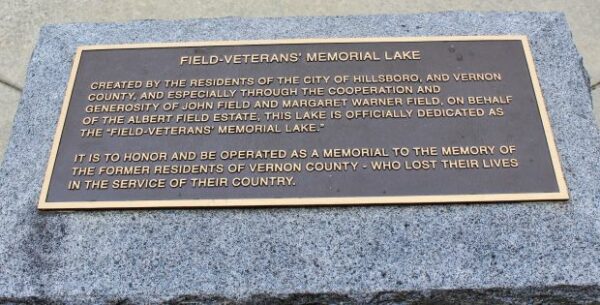 FIELD-VETERANS' MEMORIAL LAKE
CREATED BY THE RESIDENTS OF THE CITY OF HILLSBORO, AND VERNON
COUNTY, AND ESPECIALLY THROUGH THE COOPERATION AND
GENEROSITY OF JOHN FIELD AND MARGARET WARNER FIELD, ON BEHALF
OF THE ALBERT FIELD ESTATE, THIS LAKE IS OFFICIALLY DEDICATED AS
THE "FIELD-VETERANS' MEMORIAL LAKE."
IT IS TO HONOR AND BE OPERATED AS A MEMORIAL TO THE MEMORY OF
THE FORMER RESIDENTS OF VERNON COUNTY - WHO LOST THEIR LIVES
IN THE SERVICE OF THEIR COUNTRY.